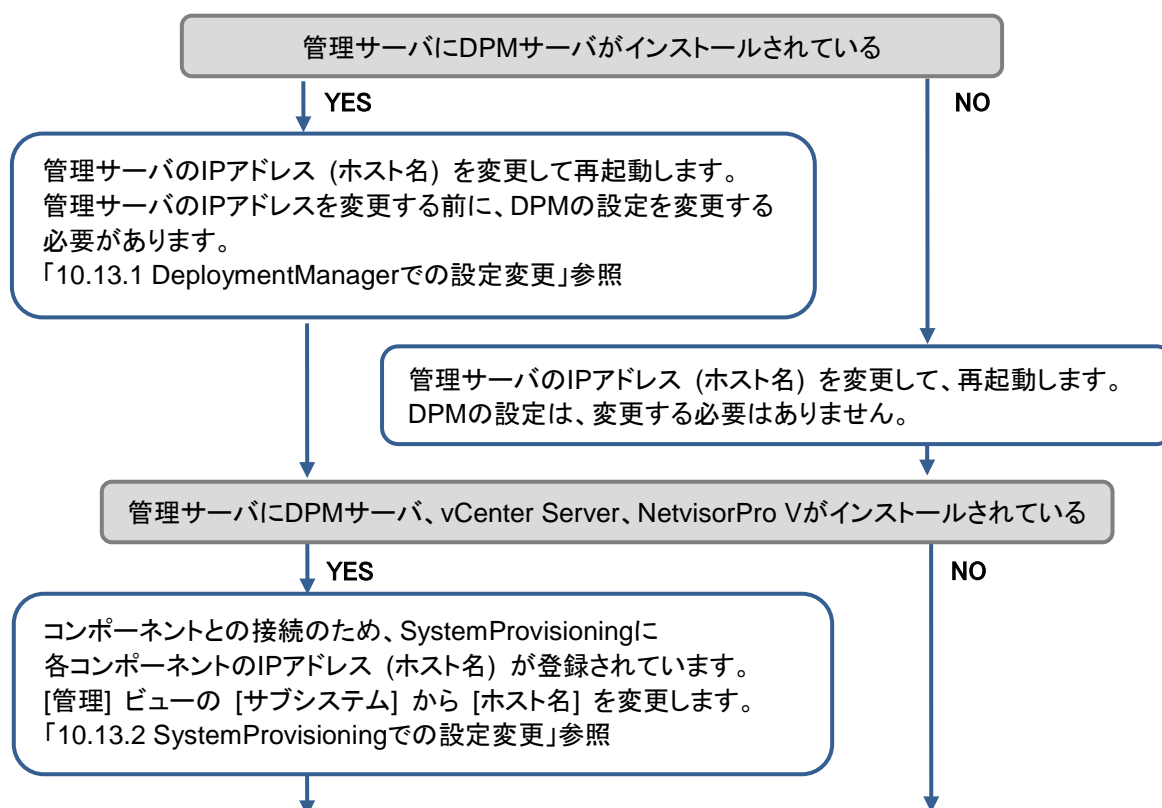 管理サーバにDPMサーバがインストールされている
YES
NO
管理サーバのIPアドレス (ホスト名) を変更して再起動します。
管理サーバのIPアドレスを変更する前に、DPMの設定を変更する
必要があります。
「10.13.1 DeploymentManagerでの設定変更」参照
管理サーバのIPアドレス (ホスト名) を変更して、再起動します。
DPMの設定は、変更する必要はありません。
管理サーバにDPMサーバ、vCenter Server、NetvisorPro Vがインストールされている
YES
NO
コンポーネントとの接続のため、SystemProvisioningに
各コンポーネントのIPアドレス (ホスト名) が登録されています。
[管理] ビューの [サブシステム] から [ホスト名] を変更します。
「10.13.2 SystemProvisioningでの設定変更」参照